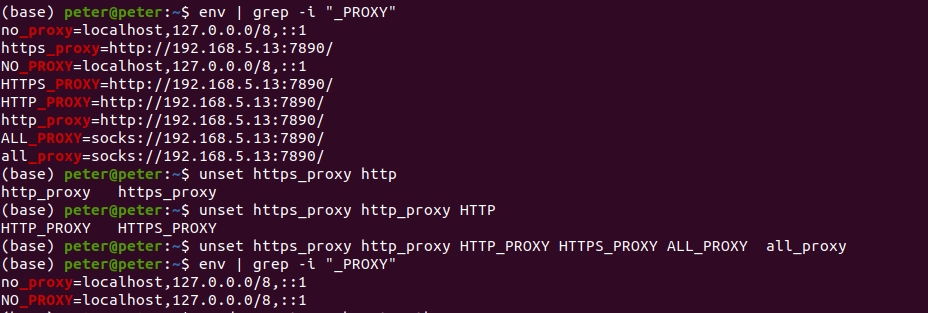 (base) peter@peter:~$ env | grep -i "_PROXY"
no_proxy=localhost,127.0.0.0/8,::1
https_proxy=http://192.168.5.13:7890/
NO_PROXY=localhost,127.0.0.0/8,::1
HTTPS_PROXY=http://192.168.5.13:7890/
HTTP_PROXY=http://192.168.5.13:7890/
http_proxy=http://192.168.5.13:7890/
ALL_PROXY=socks://192.168.5.13:7890/
all_proxy=socks://192.168.5.13:7890/
(base) peter@peter:~$ unset https_proxy http
http_proxy   https_proxy
(base) peter@peter:~$ unset https_proxy http_proxy HTTP
HTTP_PROXY   HTTPS_PROXY
(base) peter@peter:~$ unset https_proxy http_proxy HTTP_PROXY HTTPS_PROXY ALL_PROXY  all_proxy
(base) peter@peter:~$ env | grep -i "_PROXY"
no_proxy=localhost,127.0.0.0/8,::1
NO_PROXY=localhost,127.0.0.0/8,::1